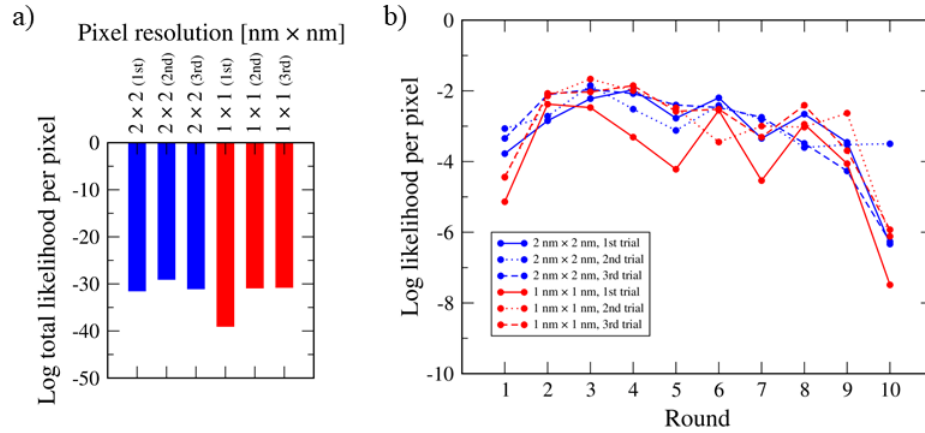 a)
Pixel resolution [nm × nm]
2 × 2 (1st)
2 × 2 (2nd)
2 × 2 (3rd)
1 × 1 (1st)
1 × 1 (2nd)
1 × 1 (3rd)
Log total likelihood per pixel
0
-10
-20
-30
-40
-50
b)
Log likelihood per pixel
0
-2
-4
-6
-8
-10
2 nm × 2 nm, 1st trial
2 nm × 2 nm, 2nd trial
2 nm × 2 nm, 3rd trial
1 nm × 1 nm, 1st trial
1 nm × 1 nm, 2nd trial
1 nm × 1 nm, 3rd trial
1 2 3 4 5 6 7 8 9 10
Round